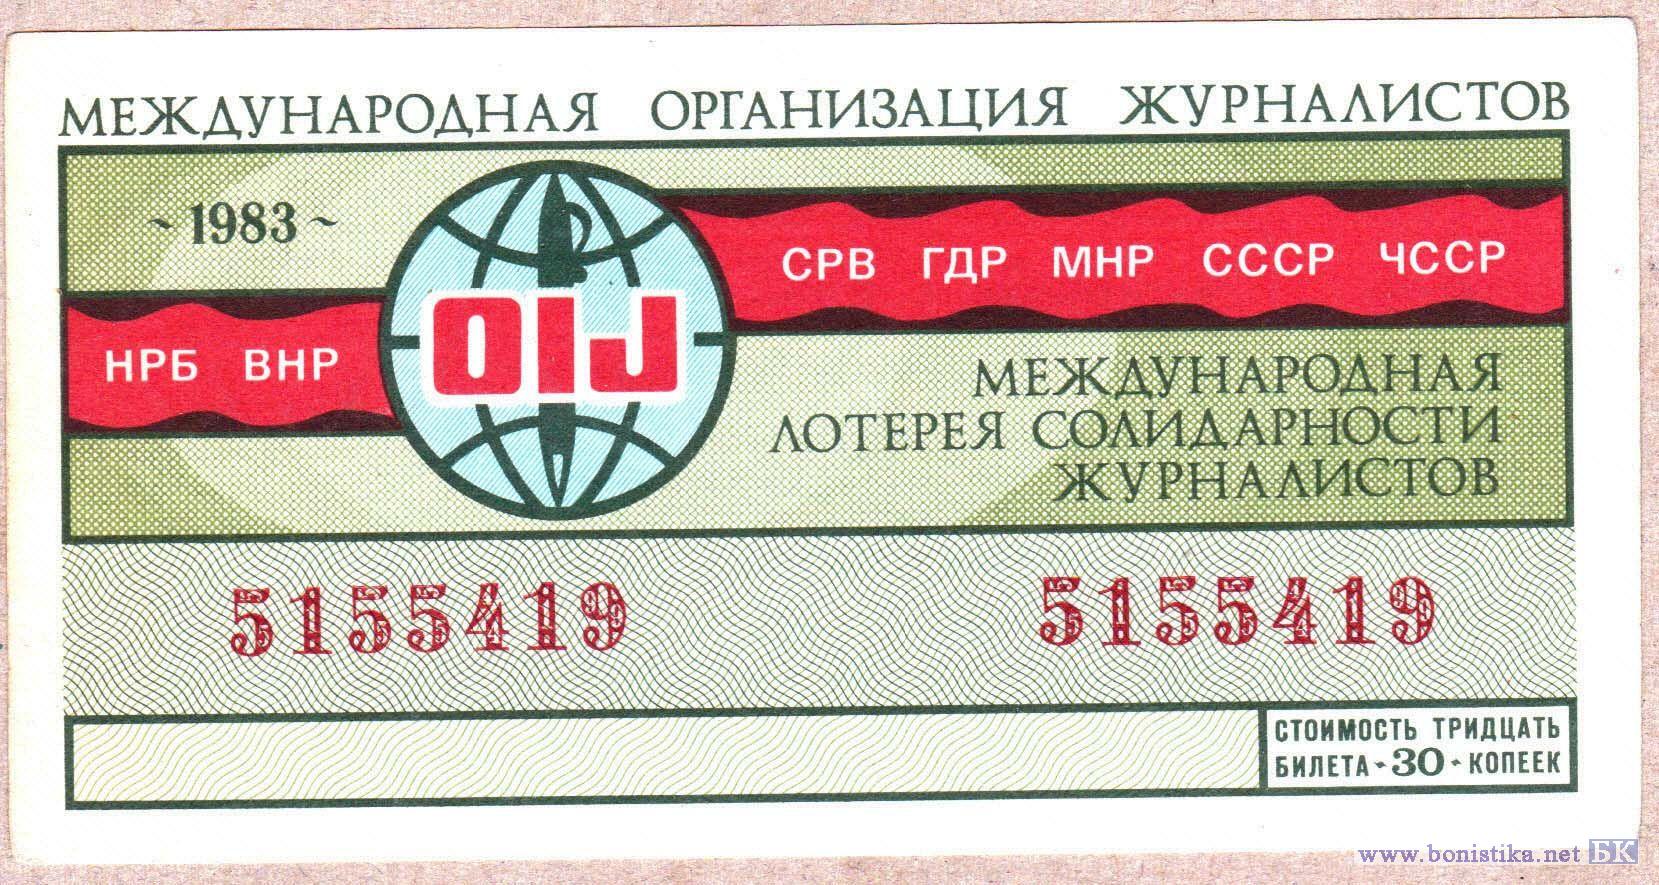 МЕЖДУНАРОДНАЯ ОРГАНИЗАЦИЯ ЖУРНАЛИСТОВ
~ 1983 ~
СРВ ГДР МНР СССР ЧССР
НРБ ВНР
OIJ
МЕЖДУНАРОДНАЯ
ЛОТЕРЕЯ СОЛИДАРНОСТИ
ЖУРНАЛИСТОВ
5155419 5155419
СТОИМОСТЬ ТРИДЦАТЬ
БИЛЕТА ~ 30 ~ КОПЕЕК
www.bonistika.net БК